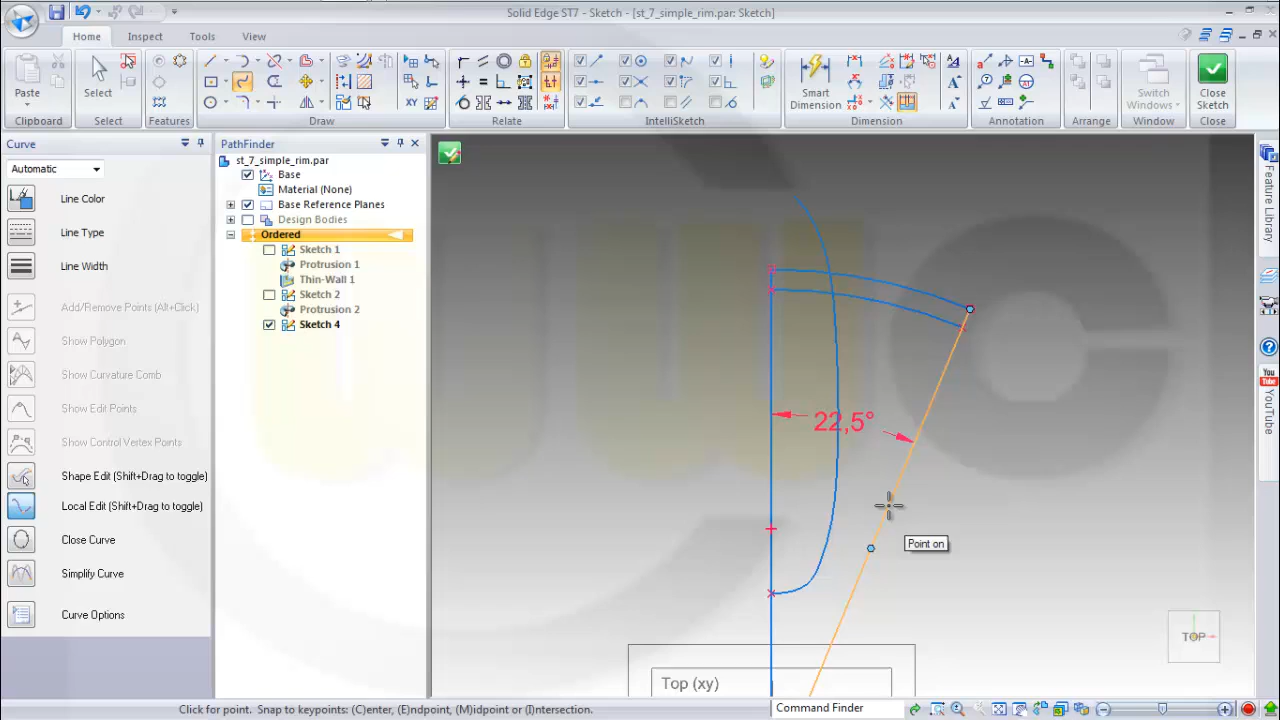 Solid Edge ST7 - Sketch - [st_7_simple_rim.par: Sketch]
Home Inspect Tools View
Paste Select Smart Dimension Switch Windows Close Sketch
Clipboard Select Features Draw Relate IntelliSketch Dimension Annotation Arrange Window Close
Curve
Automatic
Line Color
Line Type
Line Width
Add/Remove Points (Alt+Click)
Show Polygon
Show Curvature Comb
Show Edit Points
Show Control Vertex Points
Shape Edit (Shift+Drag to toggle)
Local Edit (Shift+Drag to toggle)
Close Curve
Simplify Curve
Curve Options
PathFinder
st_7_simple_rim.par
Base
Material (None)
Base Reference Planes
Design Bodies
Ordered
Sketch 1
Protrusion 1
Thin-Wall 1
Sketch 2
Protrusion 2
Sketch 4
22,5°
Point on
Top (xy)
TOP
Feature Library
You Tube
YouTube
Click for point. Snap to keypoints: (C)enter, (E)ndpoint, (M)idpoint or (I)ntersection.
Command Finder